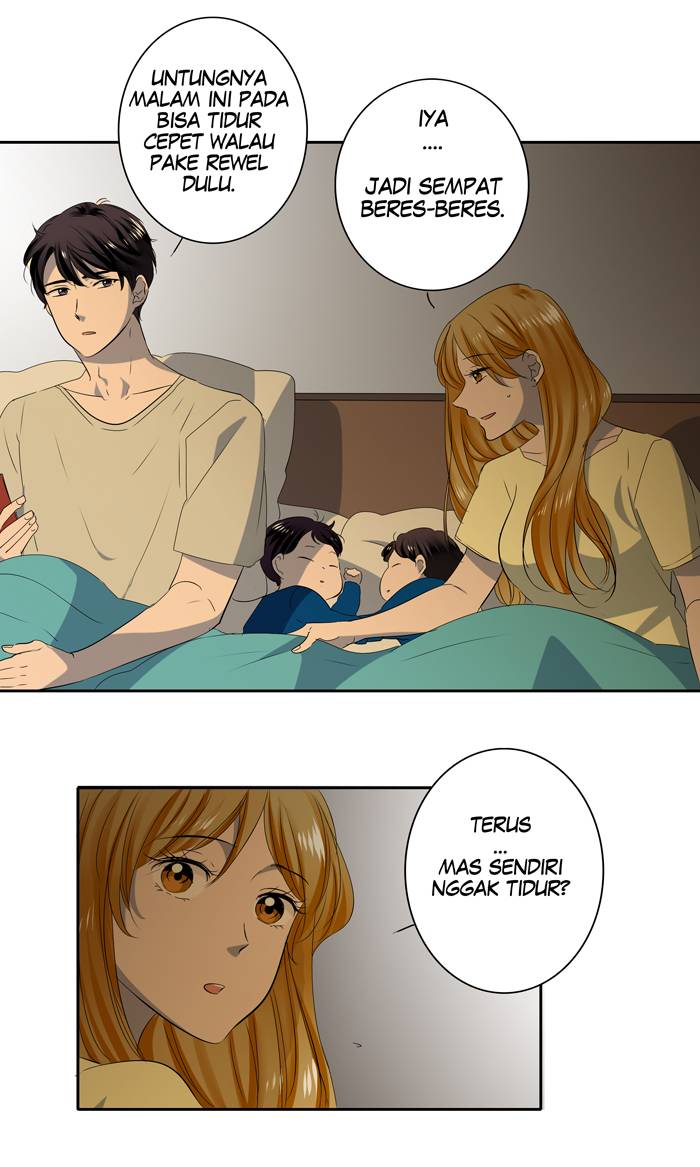 UNTUNGNYA
MALAM INI PADA
BISA TIDUR
CEPET WALAU
PAKE REWEL
DULU.
IYA
....
JADI SEMPAT
BERES-BERES.
TERUS
...
MAS SENDIRI
NGGAK TIDUR?